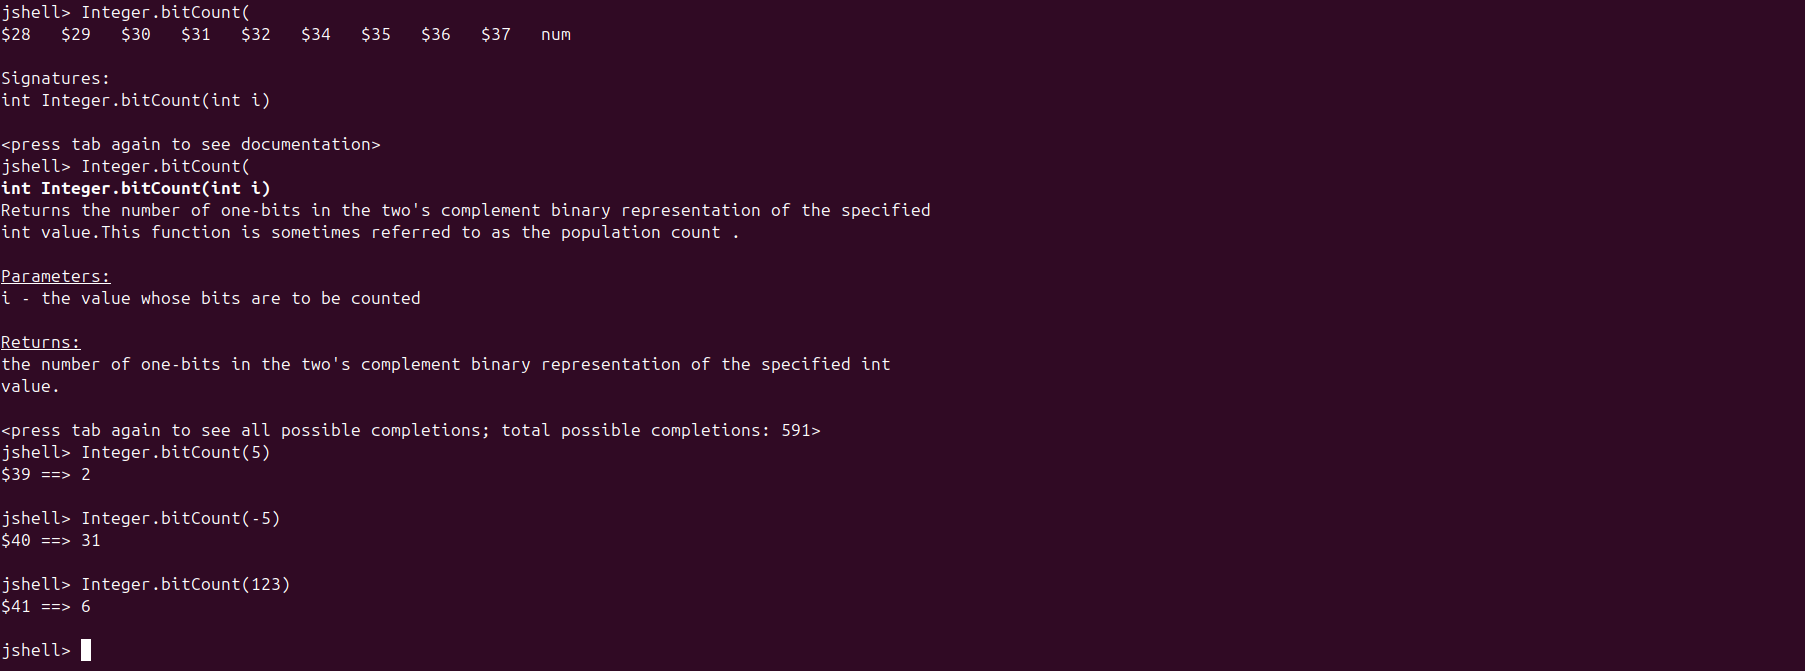 jshell> Integer.bitCount(
$28   $29   $30   $31   $32   $34   $35   $36   $37   num
Signatures:
int Integer.bitCount(int i)
<press tab again to see documentation>
jshell> Integer.bitCount(
int Integer.bitCount(int i)
Returns the number of one-bits in the two's complement binary representation of the specified
int value.This function is sometimes referred to as the population count .
Parameters:
i - the value whose bits are to be counted
Returns:
the number of one-bits in the two's complement binary representation of the specified int
value.
<press tab again to see all possible completions; total possible completions: 591>
jshell> Integer.bitCount(5)
$39 ==> 2
jshell> Integer.bitCount(-5)
$40 ==> 31
jshell> Integer.bitCount(123)
$41 ==> 6
jshell>